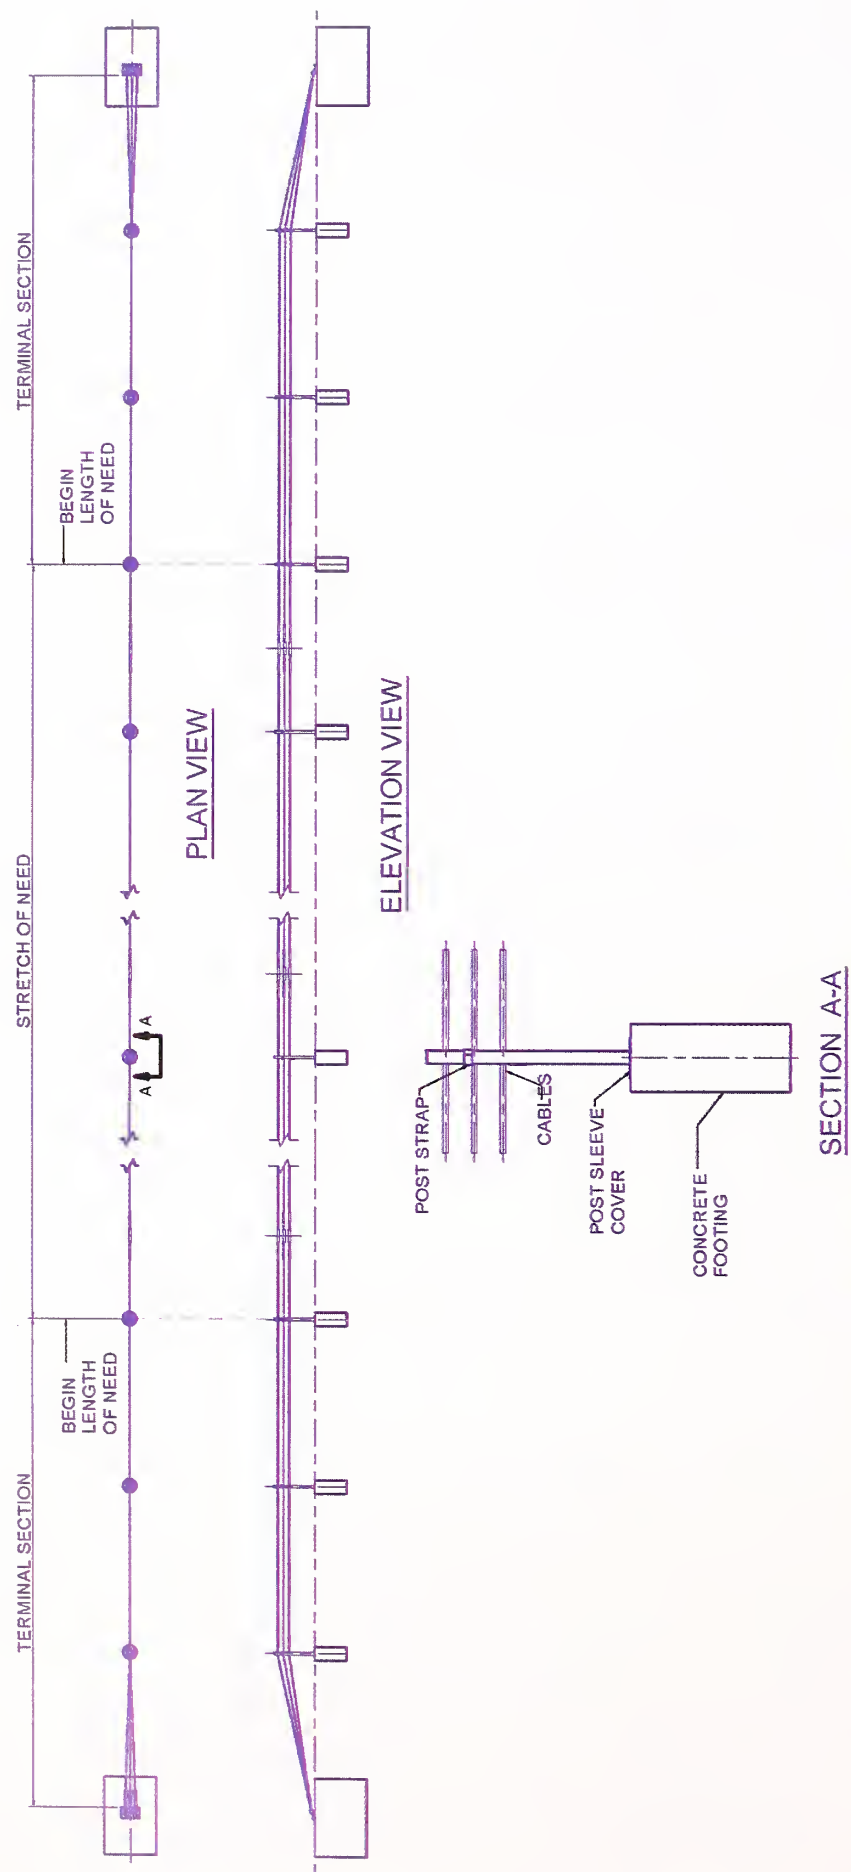 TERMINAL SECTION
STRETCH OF NEED
TERMINAL SECTION
BEGIN
LENGTH
OF NEED
BEGIN
LENGTH
OF NEED
A
A
PLAN VIEW
ELEVATION VIEW
POST STRAP
CABLES
POST SLEEVE
COVER
CONCRETE
FOOTING
SECTION A-A